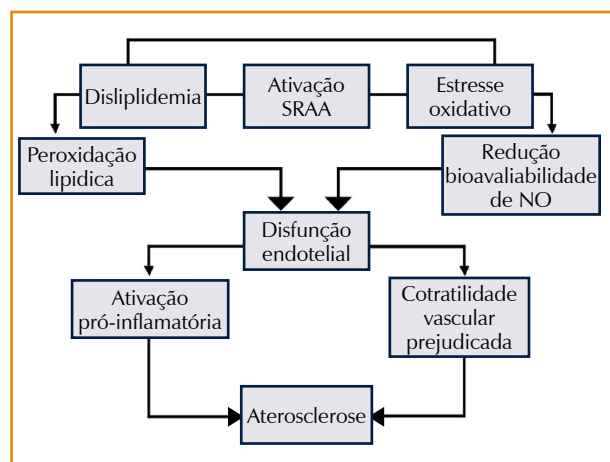 Disliplidemia
Ativação
SRAA
Estresse
oxidativo
Peroxidação
lipidica
Redução
bioavaliabilidade
de NO
Disfunção
endotelial
Ativação
pró-inflamatória
Cotratilidade
vascular
prejudicada
Aterosclerose